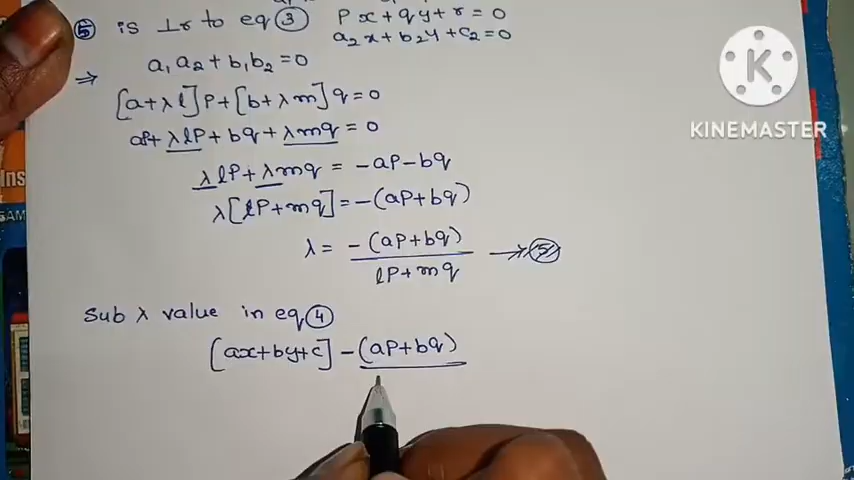 ⑤ is ⊥r to eq ③ px+qy+r=0
a₂x+b₂y+c₂=0
⇒ a₁a₂+b₁b₂=0
[a+λl]p+[b+λm]q=0
ap+λlp+bq+λmq=0
λlp+λmq=-ap-bq
λ[lp+mq]=-(ap+bq)
λ= -(ap+bq)/lp+mq → ⑤
Sub λ value in eq ④
[ax+by+c]-(ap+bq)
K
KINEMASTER